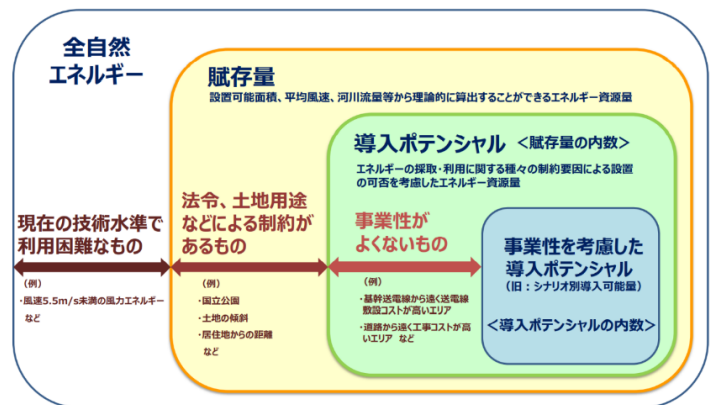 全自然
エネルギー
賦存量
設置可能面積、平均風速、河川流量等から理論的に算出することができるエネルギー資源量
導入ポテンシャル <賦存量の内数>
エネルギーの採取・利用に関する種々の制約要因による設置
の可否を考慮したエネルギー資源量
現在の技術水準で
利用困難なもの
(例)
・風速5.5m/s未満の風力エネルギー
など
法令、土地用途
などによる制約が
あるもの
(例)
・国立公園
・土地の傾斜
・居住地からの距離
など
事業性が
よくないもの
(例)
・基幹送電線から遠く送電線
敷設コストが高いエリア
・道路から遠く工事コストが高
いエリア など
事業性を考慮した
導入ポテンシャル
(旧:シナリオ別導入可能量)
<導入ポテンシャルの内数>